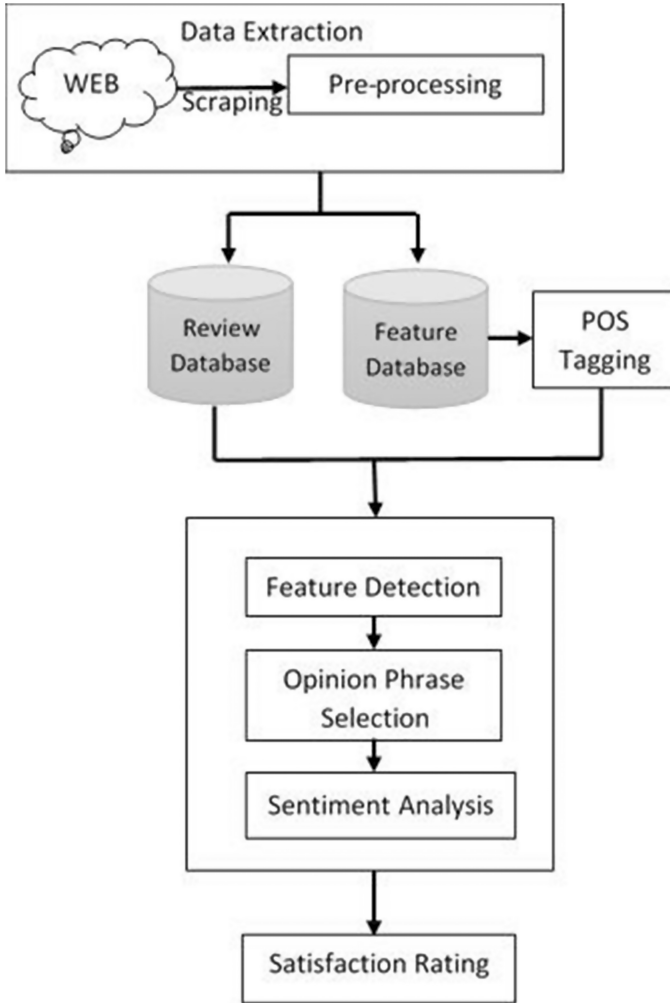 Data Extraction
WEB
Scraping
Pre-processing
Review
Database
Feature
Database
POS
Tagging
Feature Detection
Opinion Phrase
Selection
Sentiment Analysis
Satisfaction Rating